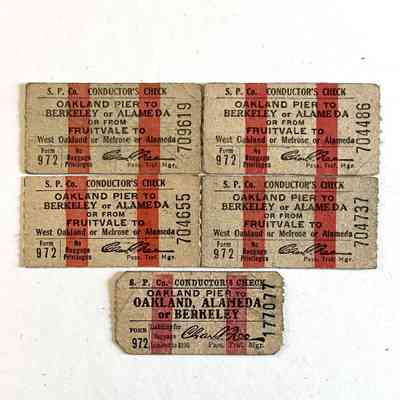 S. P. Co. CONDUCTOR'S CHECK
OAKLAND PIER TO
BERKELEY or ALAMEDA
OR FROM
FRUITVALE TO
West Oakland or Melrose or Alameda
Form 972
No Baggage Privileges
Pass. Traf. Mgr.
709619
S. P. Co. CONDUCTOR'S CHECK
OAKLAND PIER TO
BERKELEY or ALAMEDA
OR FROM
FRUITVALE TO
West Oakland or Melrose or Alameda
Form 972
No Baggage Privileges
Pass. Traf. Mgr.
704486
S. P. Co. CONDUCTOR'S CHECK
OAKLAND PIER TO
BERKELEY or ALAMEDA
OR FROM
FRUITVALE TO
West Oakland or Melrose or Alameda
Form 972
No Baggage Privileges
Pass. Traf. Mgr.
704655
S. P. Co. CONDUCTOR'S CHECK
OAKLAND PIER TO
BERKELEY or ALAMEDA
OR FROM
FRUITVALE TO
West Oakland or Melrose or Alameda
Form 972
No Baggage Privileges
Pass. Traf. Mgr.
704737
S. P. Co. CONDUCTOR'S CHECK
OAKLAND PIER TO
OAKLAND, ALAMEDA
or BERKELEY
FORM 972
Liability for
Baggage
limited to $100
Pass. Traf. Mgr.
177077